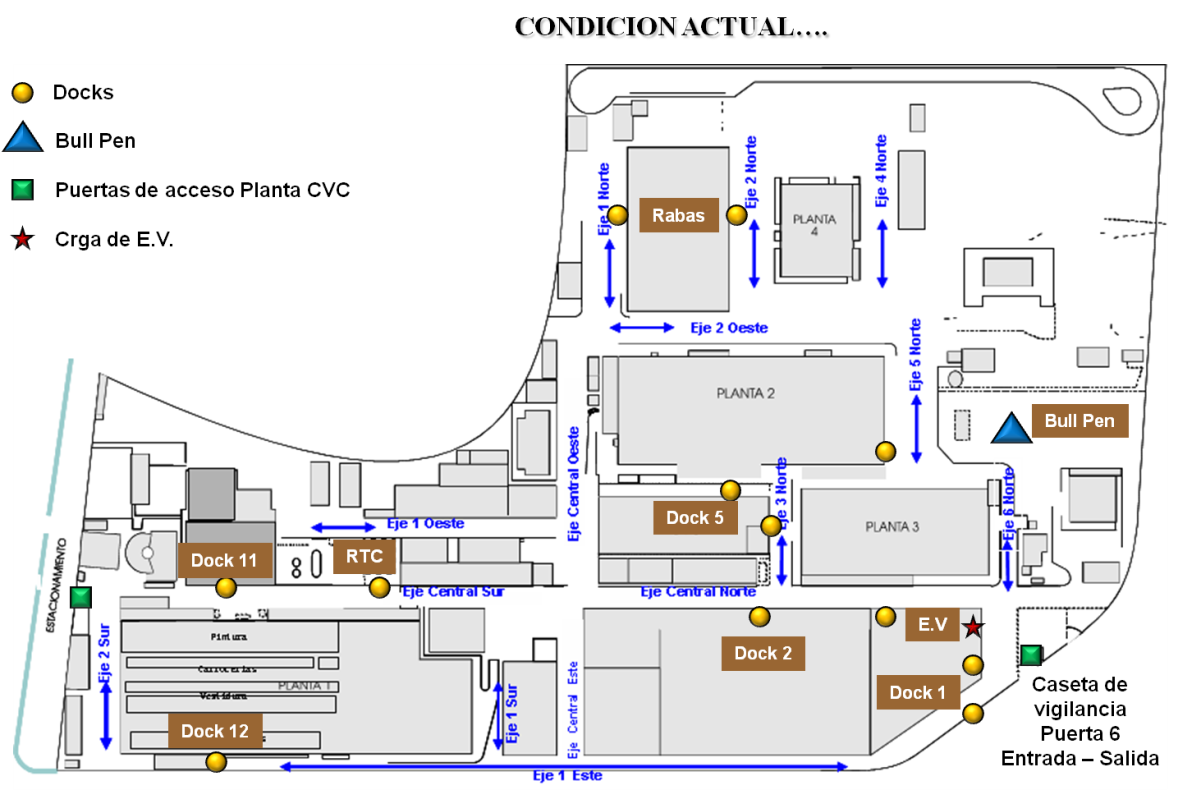 CONDICION ACTUAL….
Docks
Bull Pen
Puertas de acceso Planta CVC
Crga de E.V.
Eje 1 Norte
Rabas
Eje 2 Norte
PLANTA
4
Eje 4 Norte
Eje 2 Oeste
PLANTA 2
Eje 5 Norte
Bull Pen
Eje Central Oeste
Dock 5
Eje 3 Norte
PLANTA 3
Eje 6 Norte
Eje 1 Oeste
ESTACIONAMIENTO
Dock 11
RTC
Eje Central Sur
Eje Central Norte
Eje 2 Sur
Pintura
Carrocerias
PLANTA 1
Vestidura
Dock 12
Eje 1 Sur
Eje Central Este
Dock 2
E.V
Dock 1
Caseta de
vigilancia
Puerta 6
Entrada – Salida
Eje 1 Este